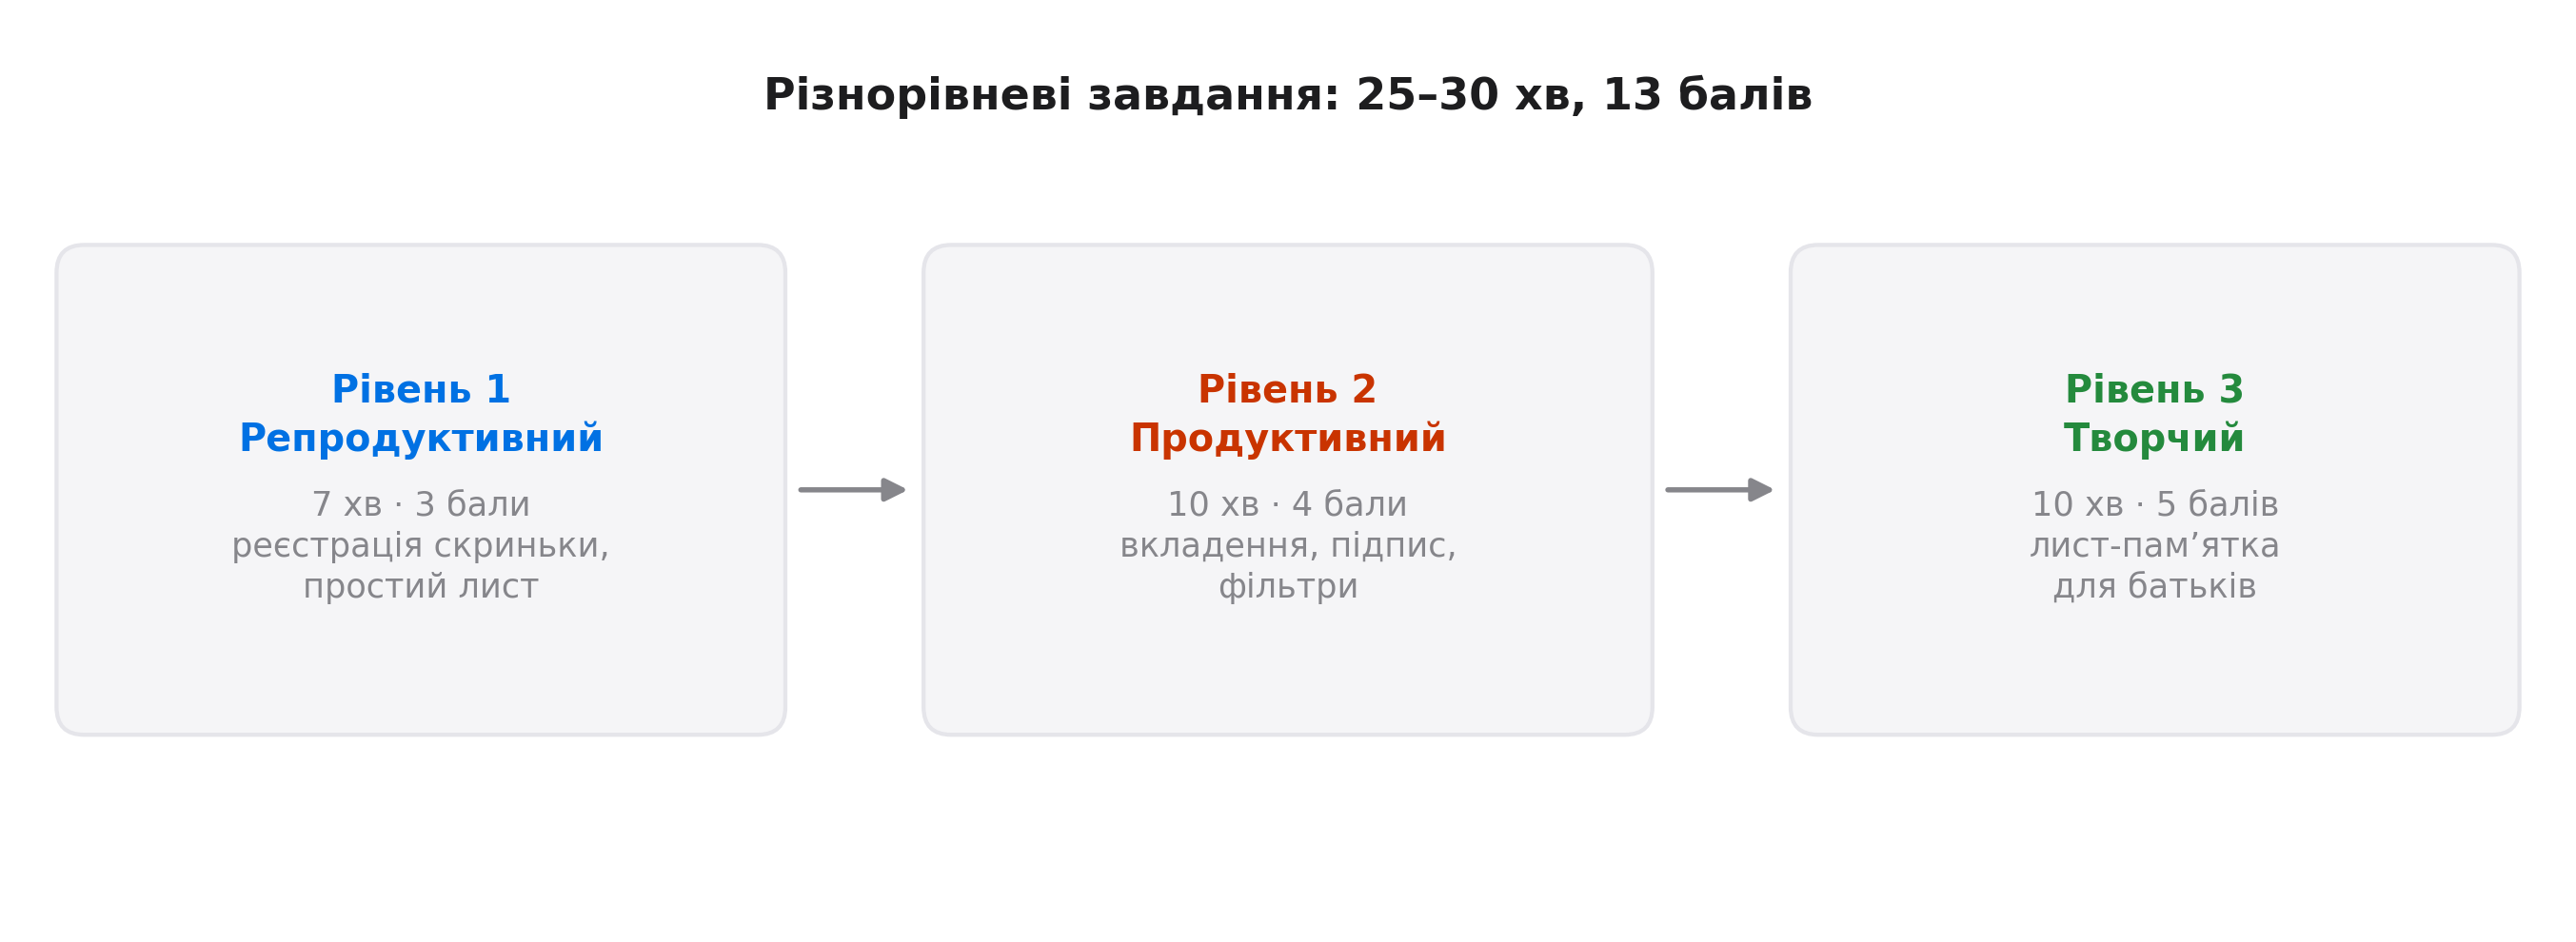 Різнорівневі завдання: 25–30 хв, 13 балів
Рівень 1
Репродуктивний
7 хв · 3 бали
реєстрація скриньки,
простий лист
Рівень 2
Продуктивний
10 хв · 4 бали
вкладення, підпис,
фільтри
Рівень 3
Творчий
10 хв · 5 балів
лист-пам’ятка
для батьків